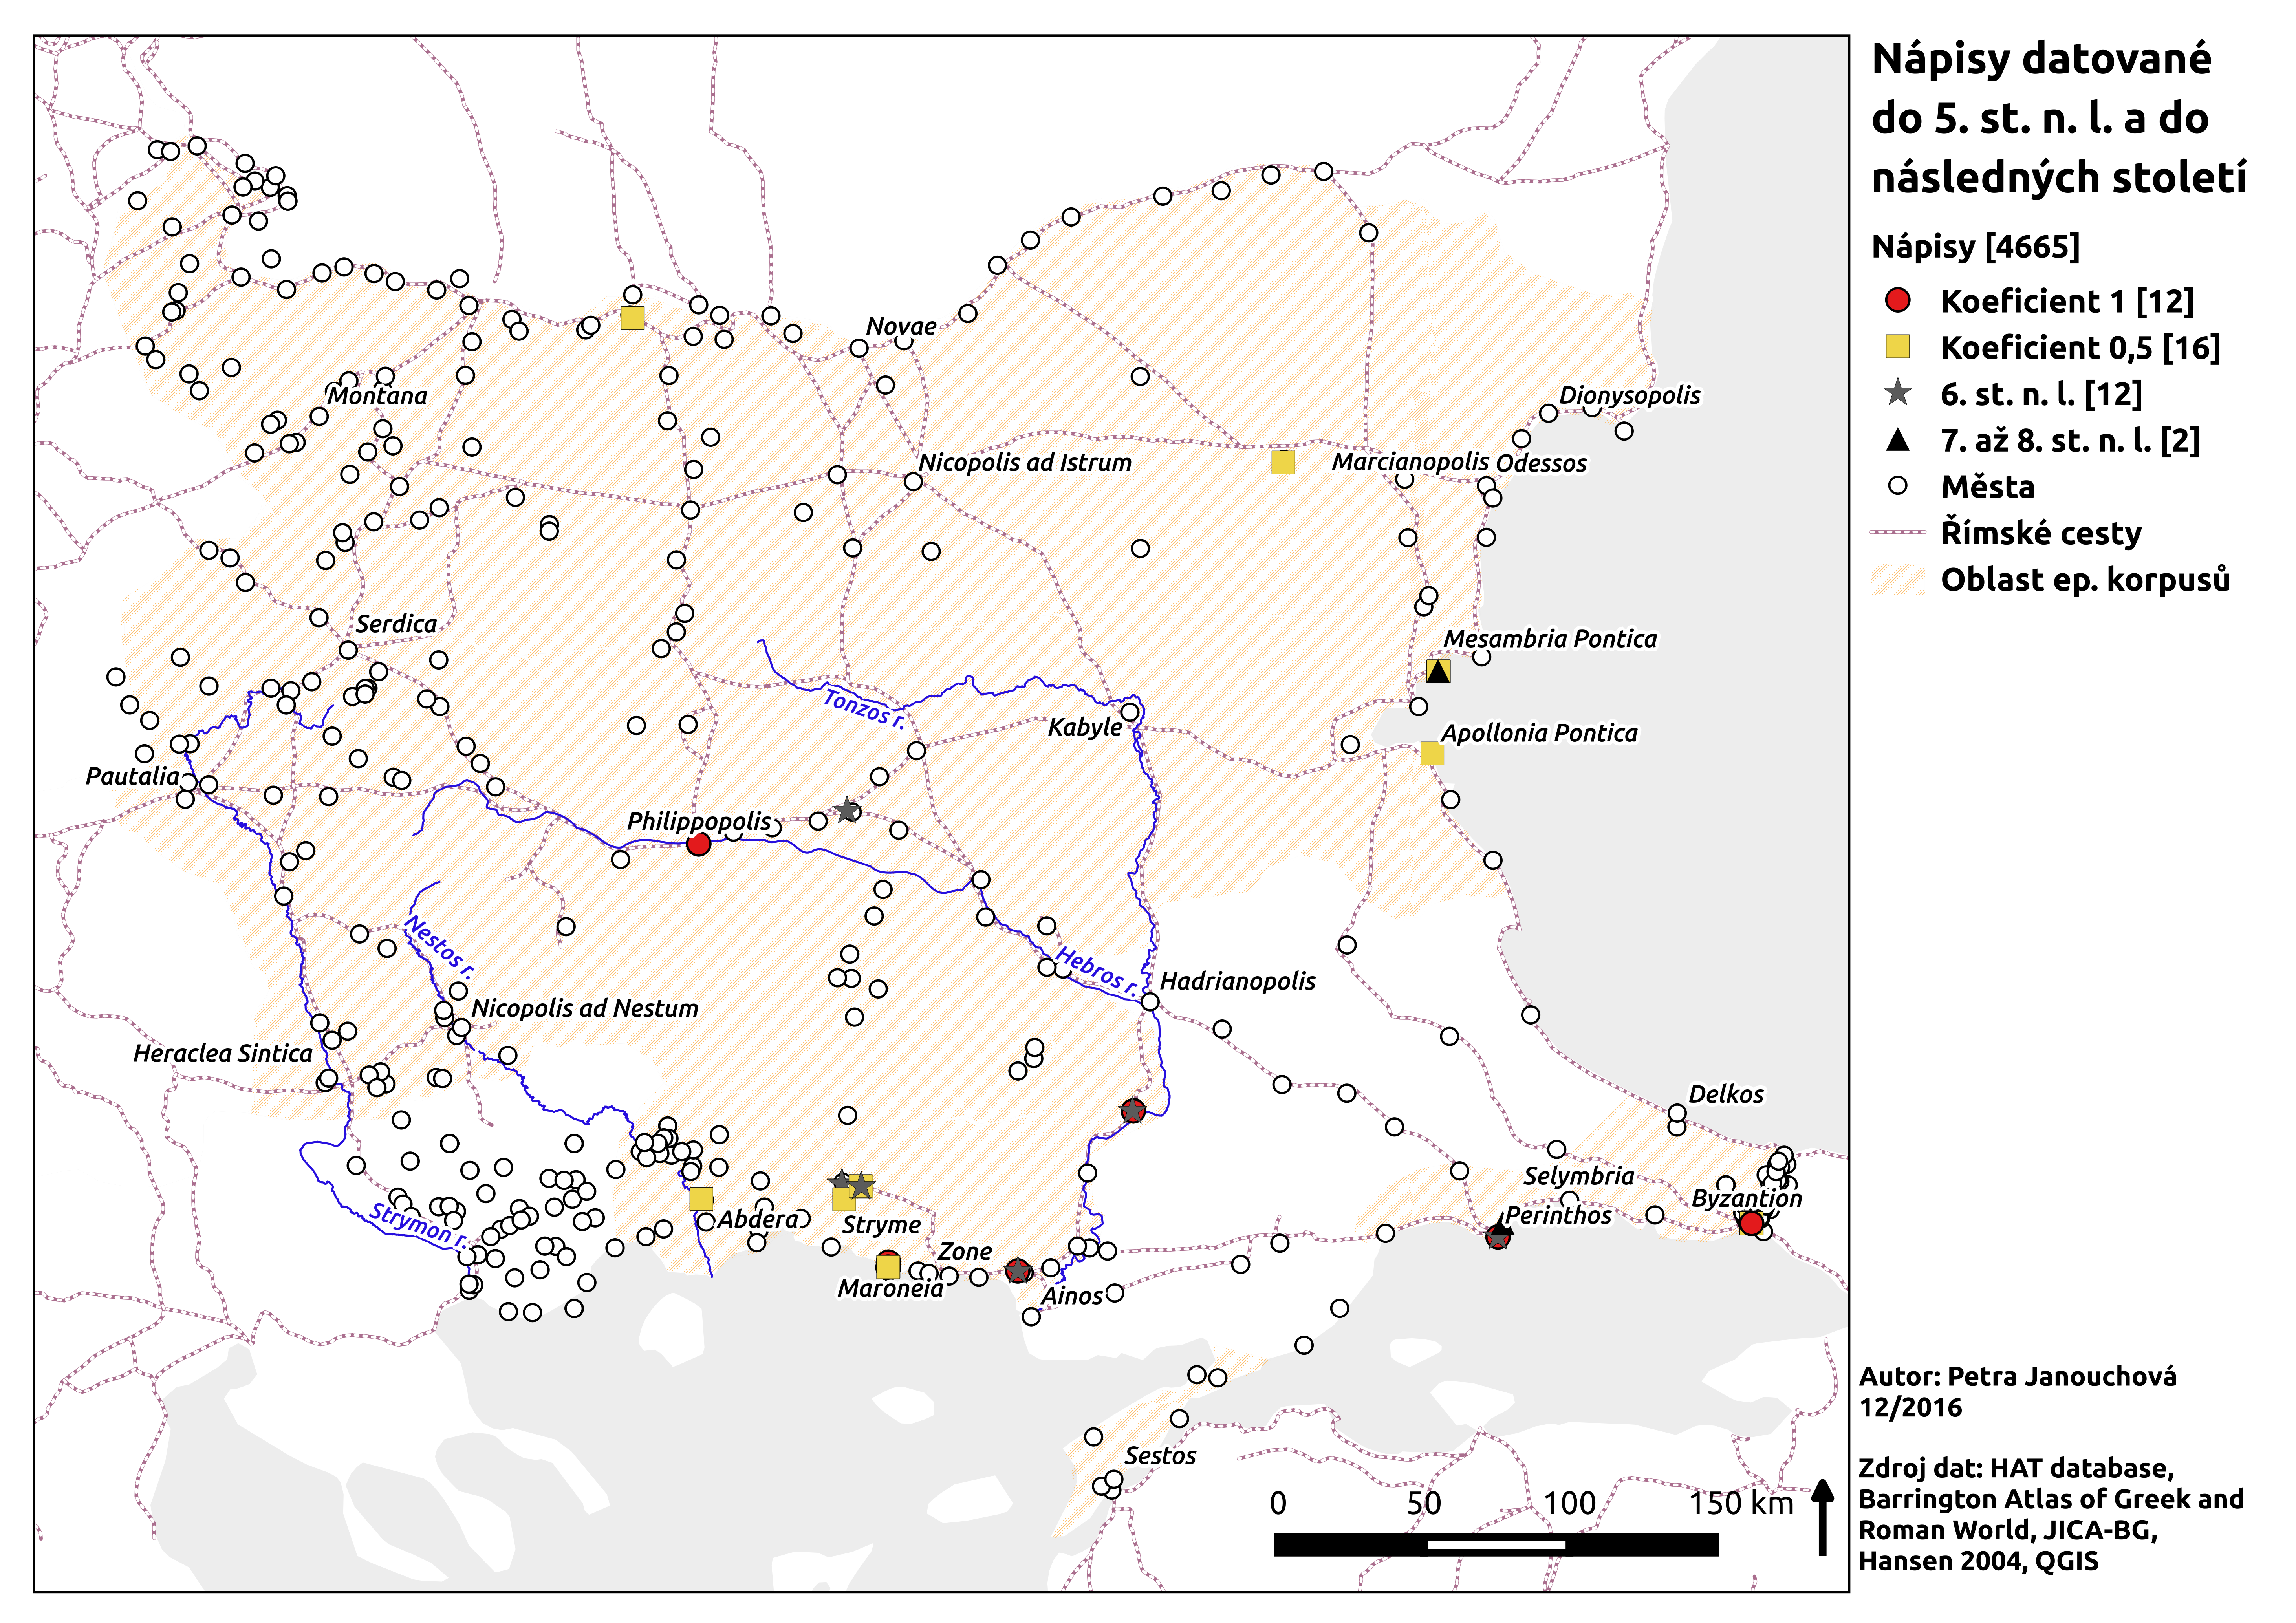 Nápisy datované
do 5. st. n. l. a do
následných století
Nápisy [4665]
Koeficient 1 [12]
Koeficient 0,5 [16]
6. st. n. l. [12]
7. až 8. st. n. l. [2]
Města
Římské cesty
Oblast ep. korpusů
Novae
Montana
Dionysopolis
Nicopolis ad Istrum
Marcianopolis
Odessos
Serdica
Mesambria Pontica
Tonzos r.
Kabyle
Apollonia Pontica
Pautalia
Philippopolis
Nestos r.
Hebros r.
Hadrianopolis
Nicopolis ad Nestum
Heraclea Sintica
Delkos
Selymbria
Byzantion
Strymon r.
Abdera
Stryme
Perinthos
Zone
Maroneia
Ainos
Sestos
0 50 100 150 km
Autor: Petra Janouchová
12/2016
Zdroj dat: HAT database,
Barrington Atlas of Greek and
Roman World, JICA-BG,
Hansen 2004, QGIS